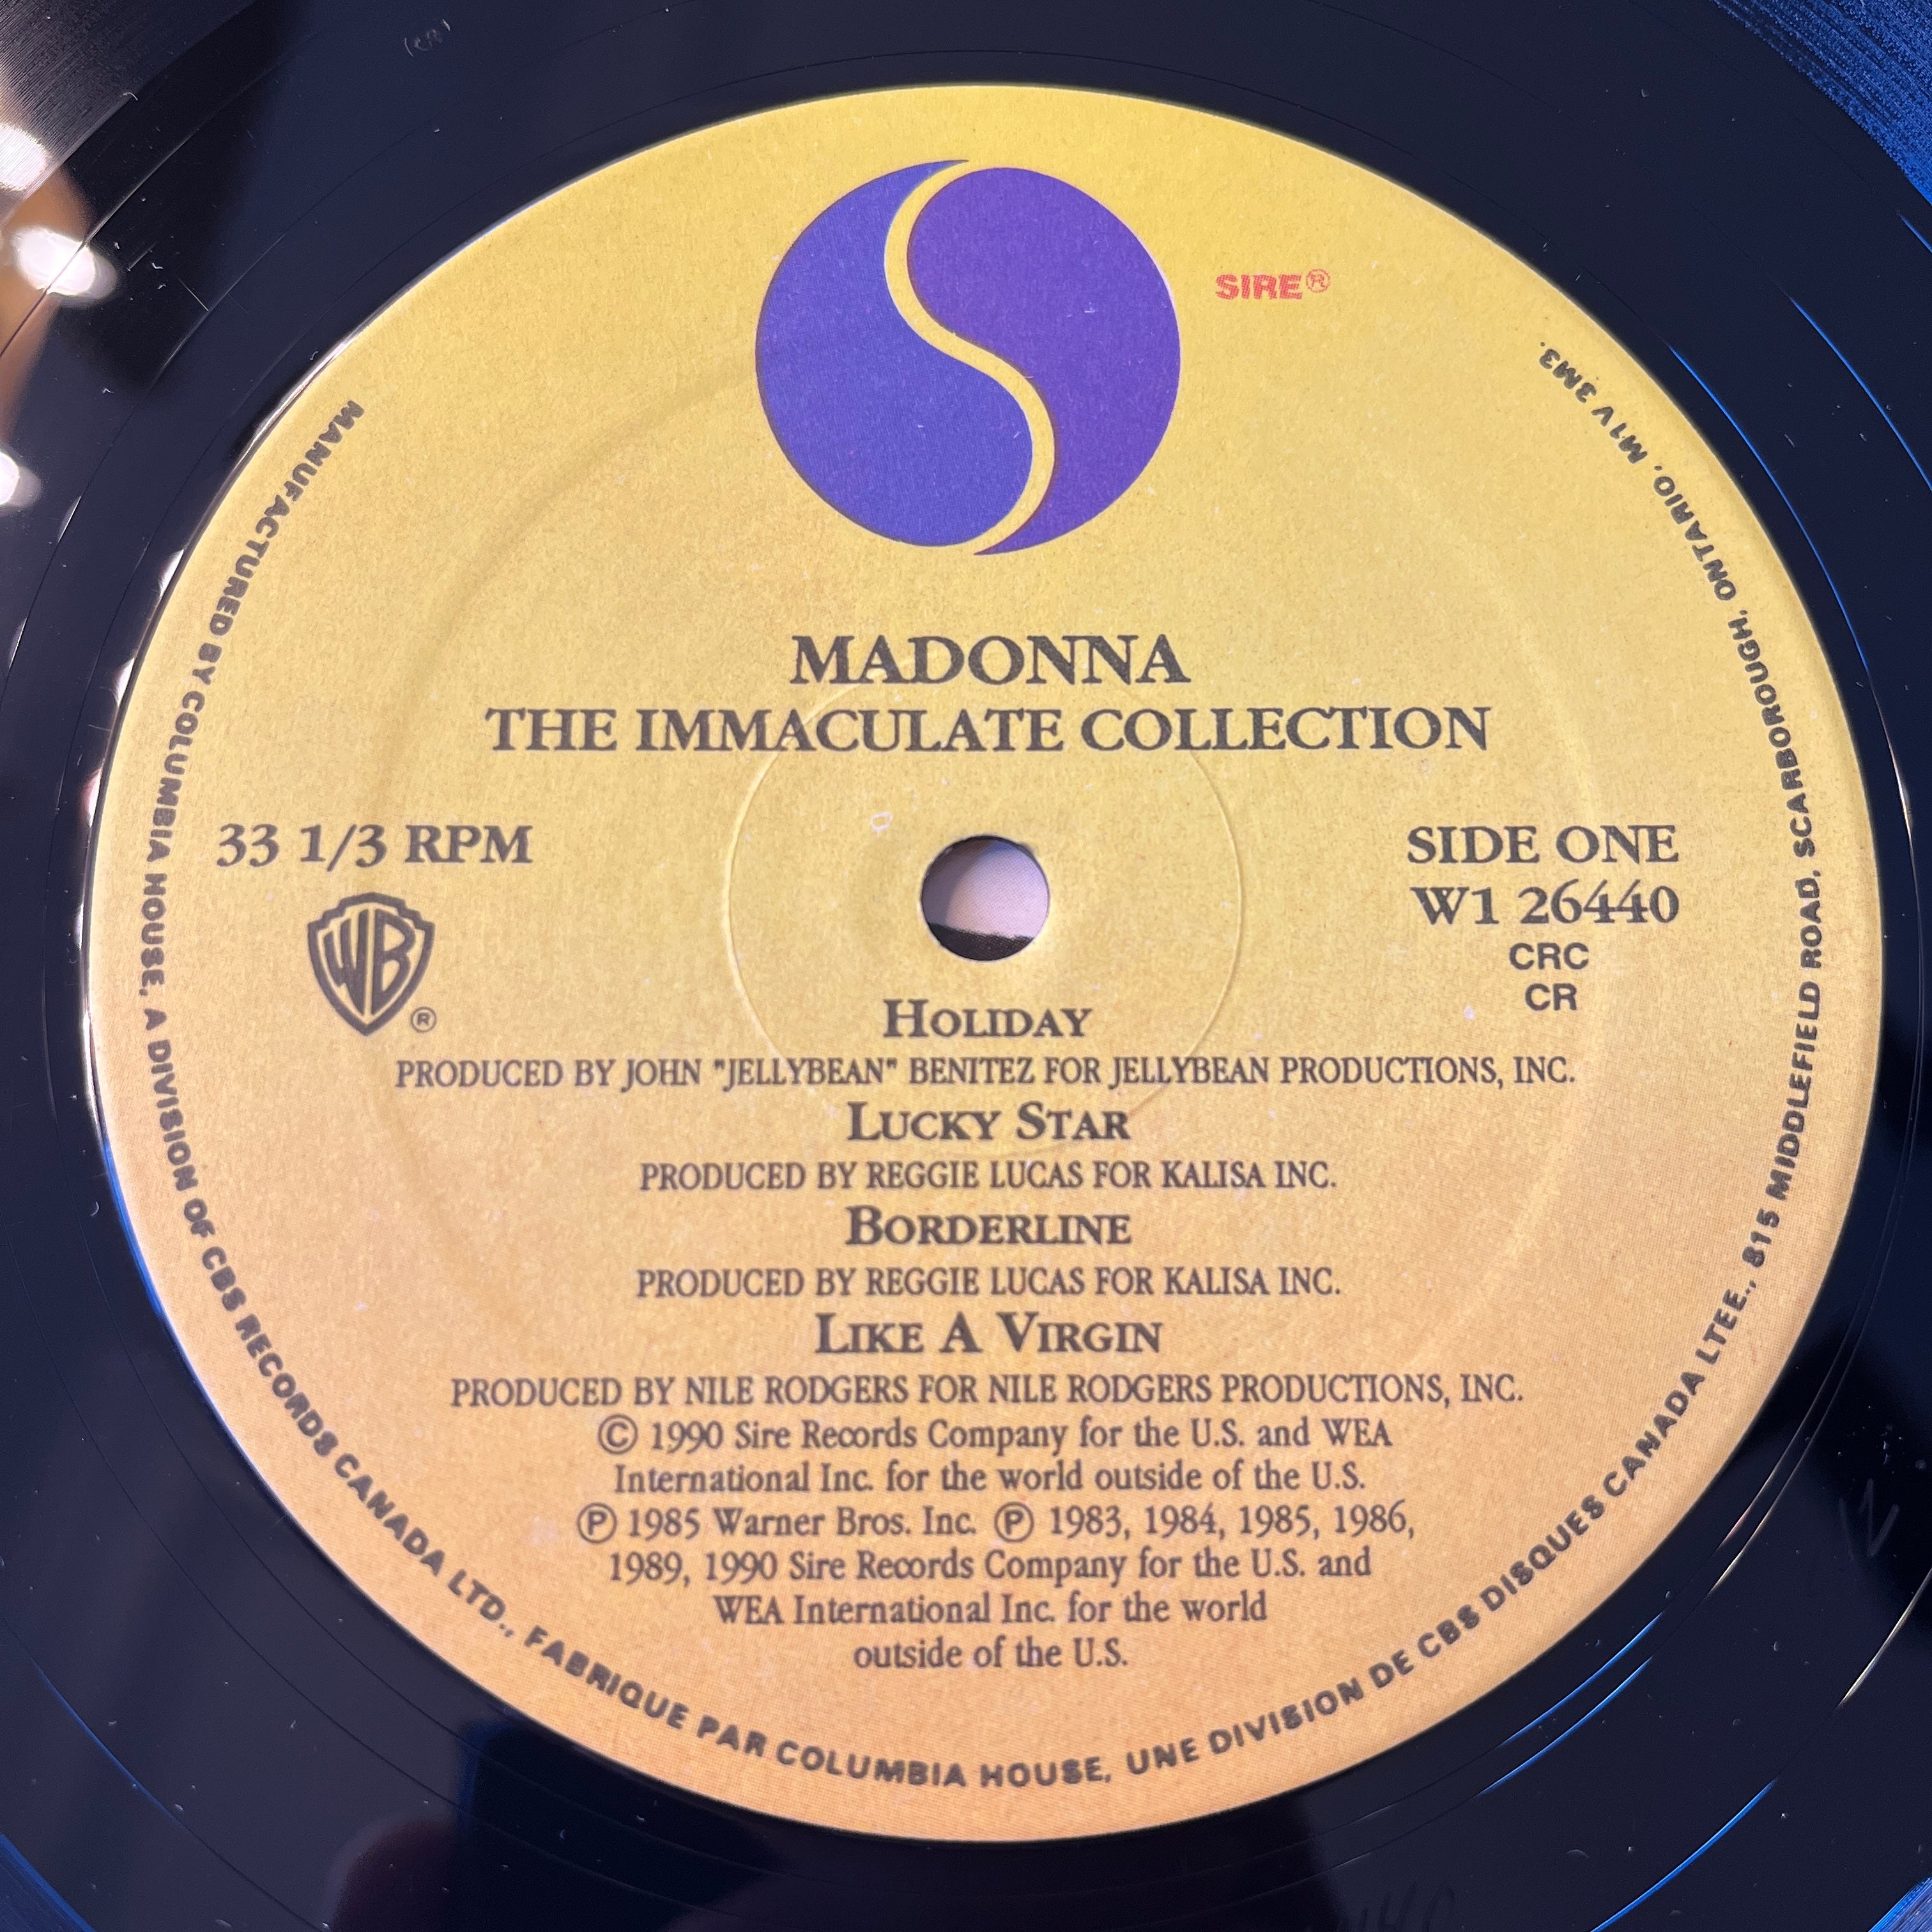 SIRE®
MADONNA
THE IMMACULATE COLLECTION
33 1/3 RPM
SIDE ONE
W1 26440
CRC
CR
WB
®
HOLIDAY
PRODUCED BY JOHN "JELLYBEAN" BENITEZ FOR JELLYBEAN PRODUCTIONS, INC.
LUCKY STAR
PRODUCED BY REGGIE LUCAS FOR KALISA INC.
BORDERLINE
PRODUCED BY REGGIE LUCAS FOR KALISA INC.
LIKE A VIRGIN
PRODUCED BY NILE RODGERS FOR NILE RODGERS PRODUCTIONS, INC.
© 1990 Sire Records Company for the U.S. and WEA
International Inc. for the world outside of the U.S.
℗ 1985 Warner Bros. Inc. ℗ 1983, 1984, 1985, 1986,
1989, 1990 Sire Records Company for the U.S. and
WEA International Inc. for the world
outside of the U.S.
MANUFACTURED BY COLUMBIA HOUSE, A DIVISION OF CBS RECORDS CANADA LTD., FABRIQUE PAR COLUMBIA HOUSE, UNE DIVISION DE CBS DISQUES CANADA LTEE., 815 MIDDLEFIELD ROAD, SCARBOROUGH, ONTARIO, M1V 3M3.